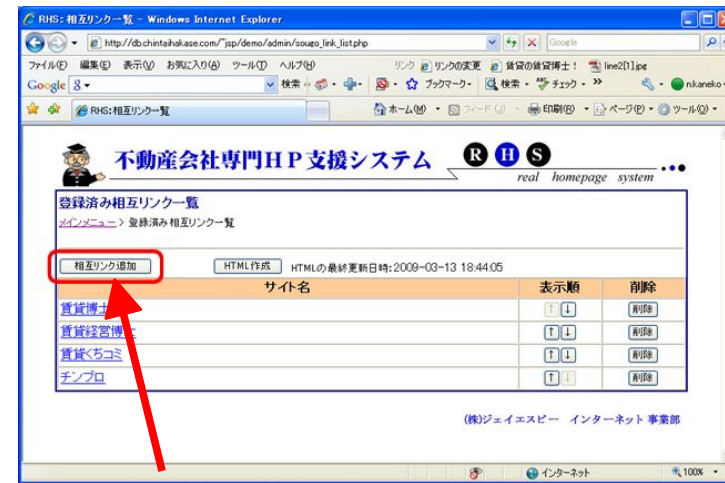 RHS:相互リンク一覧 - Windows Internet Explorer
http://db.chintaihakase.com/~jsp/demo/admin/sougo_link_list.php
Google
ファイル(F) 編集(E) 表示(V) お気に入り(A) ツール(T) ヘルプ(H) リンク リンクの変更 賃貸の賃貸博士! line2[1].jpg
Google 検索 ブックマーク 検索 チェック nkaneko
RHS:相互リンク一覧 ホーム(M) フィード(J) 印刷(R) ページ(P) ツール(O)
不動産会社専門HP支援システム RHS
real homepage system
登録済み相互リンク一覧
メインメニュー > 登録済み相互リンク一覧
相互リンク追加 HTML作成 HTMLの最終更新日時:2009-03-13 18:44:05
サイト名 表示順 削除
賃貸博士 ↑ ↓ 削除
賃貸経営博士 ↑ ↓ 削除
賃貸くちコミ ↑ ↓ 削除
チンプロ ↑ ↓ 削除
(株)ジェイエスピー インターネット事業部
インターネット 100%